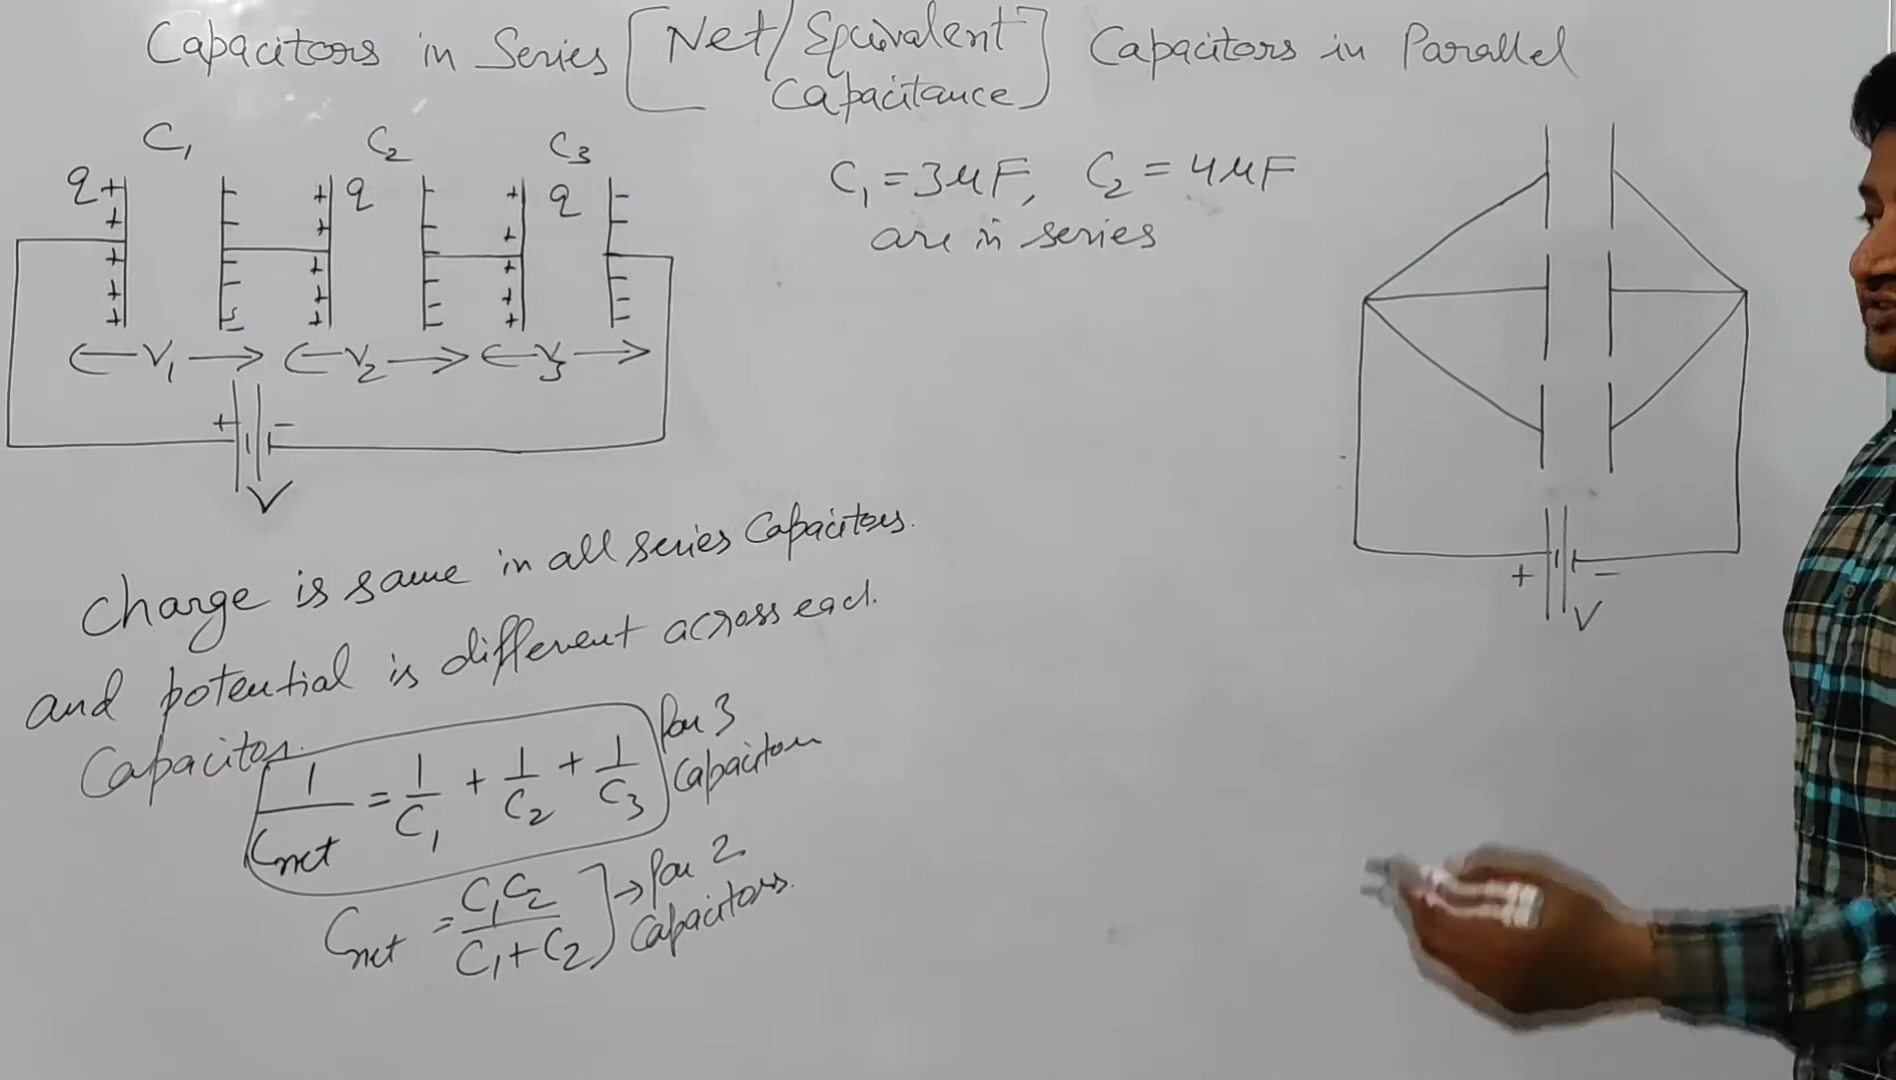 Capacitors in Series [Net/Equivalent Capacitance] Capacitors in Parallel
C₁ C₂ C₃
q + + q + q -
C₁ = 3μF, C₂ = 4μF
are in series
V₁ V₂ V₃
+ -
V
+ -
V
Charge is same in all series Capacitors.
and potential is different across each
Capacitor.
1/Cnet = 1/C₁ + 1/C₂ + 1/C₃ for 3 Capacitors
Cnet = C₁C₂/C₁+C₂ ] → for 2 Capacitors.